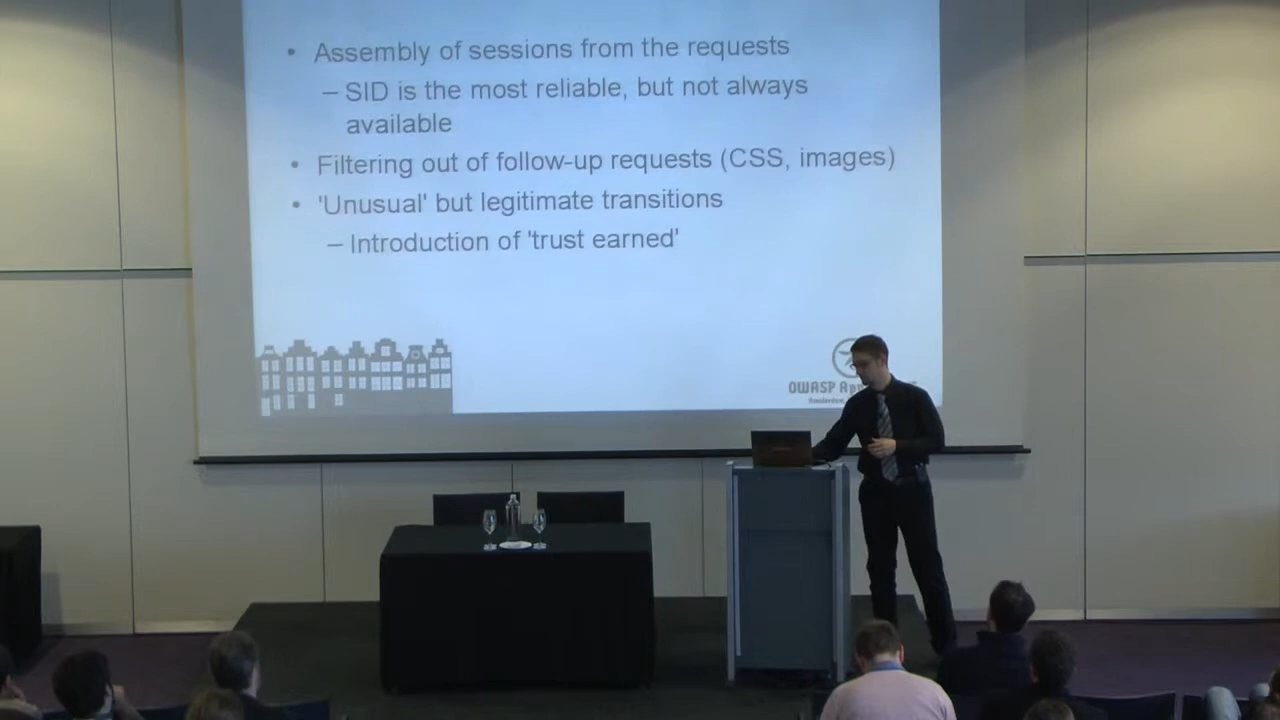 • Assembly of sessions from the requests
– SID is the most reliable, but not always
available
• Filtering out of follow-up requests (CSS, images)
• 'Unusual' but legitimate transitions
– Introduction of 'trust earned'
OWASP